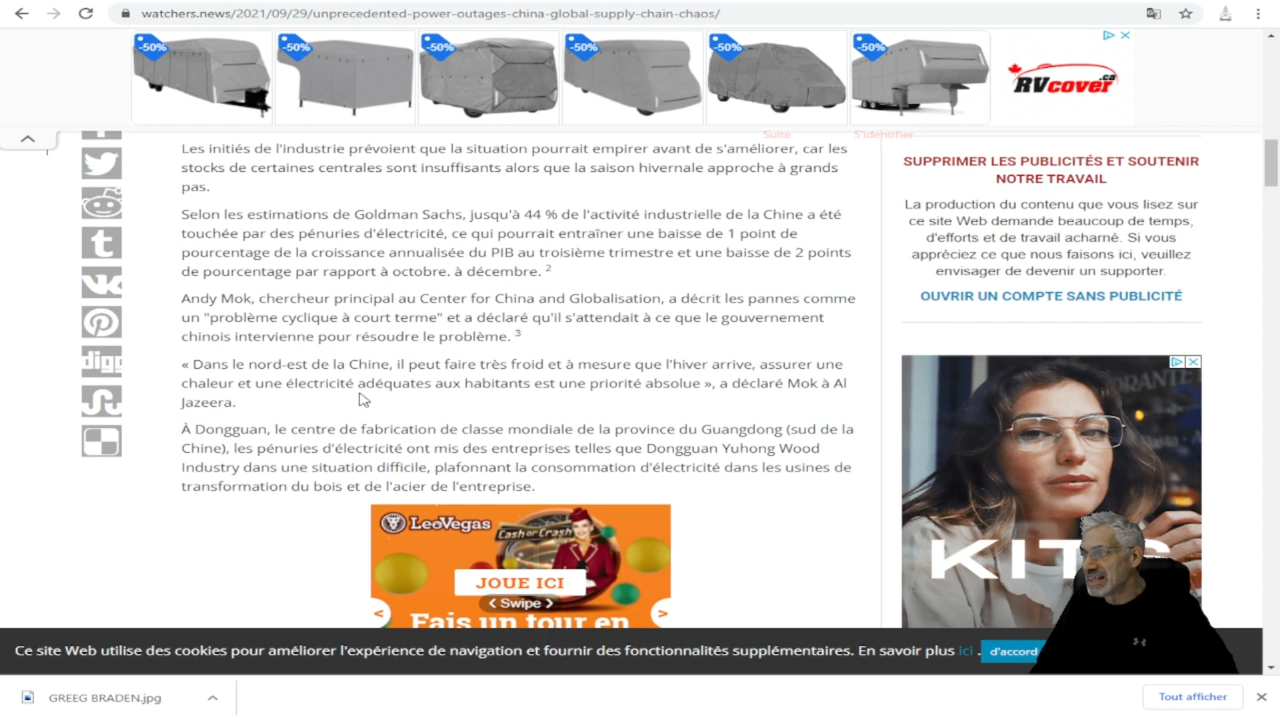 watchers.news/2021/09/29/unprecedented-power-outages-china-global-supply-chain-chaos/
-50% -50% -50% -50% -50% -50%
RVcover.ca
Suite S'identifier
Les initiés de l'industrie prévoient que la situation pourrait empirer avant de s'améliorer, car les
stocks de certaines centrales sont insuffisants alors que la saison hivernale approche à grands
pas.
Selon les estimations de Goldman Sachs, jusqu'à 44 % de l'activité industrielle de la Chine a été
touchée par des pénuries d'électricité, ce qui pourrait entraîner une baisse de 1 point de
pourcentage de la croissance annualisée du PIB au troisième trimestre et une baisse de 2 points
de pourcentage par rapport à octobre. à décembre. 2
Andy Mok, chercheur principal au Center for China and Globalisation, a décrit les pannes comme
un "problème cyclique à court terme" et a déclaré qu'il s'attendait à ce que le gouvernement
chinois intervienne pour résoudre le problème. 3
« Dans le nord-est de la Chine, il peut faire très froid et à mesure que l'hiver arrive, assurer une
chaleur et une électricité adéquates aux habitants est une priorité absolue », a déclaré Mok à Al
Jazeera.
À Dongguan, le centre de fabrication de classe mondiale de la province du Guangdong (sud de la
Chine), les pénuries d'électricité ont mis des entreprises telles que Dongguan Yuhong Wood
Industry dans une situation difficile, plafonnant la consommation d'électricité dans les usines de
transformation du bois et de l'acier de l'entreprise.
digg
LeoVegas
Cash or Crash
JOUE ICI
< Swipe >
Fais un tour en
SUPPRIMER LES PUBLICITÉS ET SOUTENIR
NOTRE TRAVAIL
La production du contenu que vous lisez sur
ce site Web demande beaucoup de temps,
d'efforts et de travail acharné. Si vous
appréciez ce que nous faisons ici, veuillez
envisager de devenir un supporter.
OUVRIR UN COMPTE SANS PUBLICITÉ
KITS
Ce site Web utilise des cookies pour améliorer l'expérience de navigation et fournir des fonctionnalités supplémentaires. En savoir plus ici . d'accord
GREEG BRADEN.jpg
Tout afficher